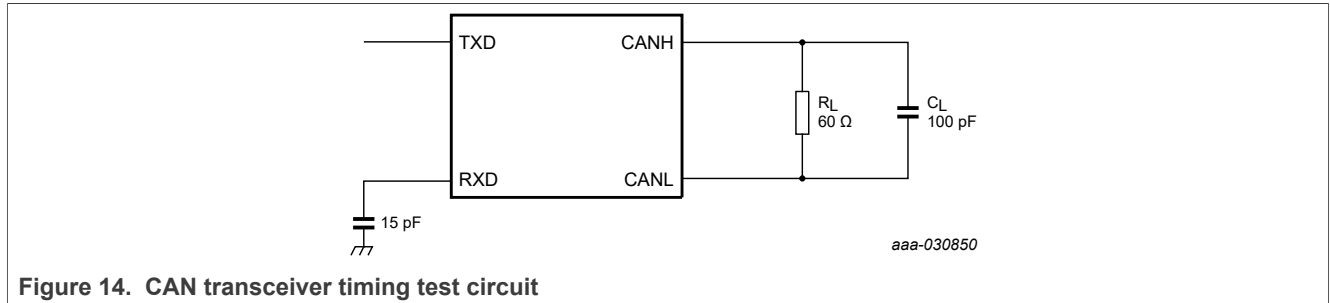 TXD
CANH
RXD
CANL
RL
60 Ω
CL
100 pF
15 pF
aaa-030850
Figure 14. CAN transceiver timing test circuit